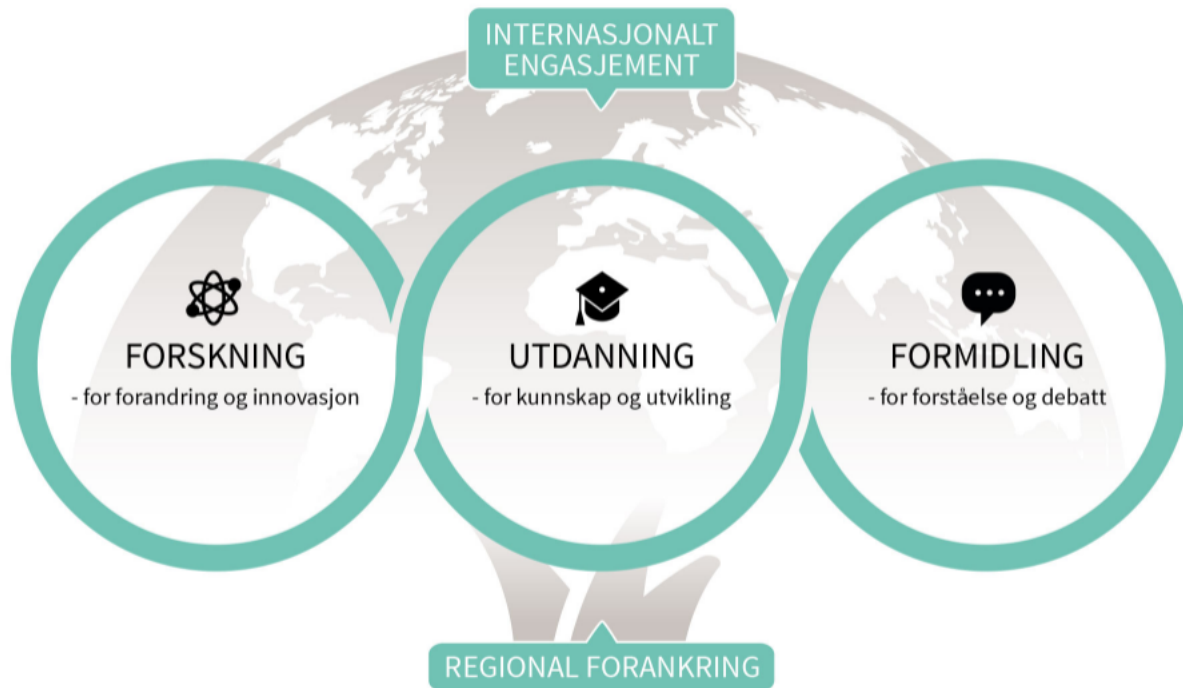 INTERNASJONALT
ENGASJEMENT
FORSKNING
- for forandring og innovasjon
UTDANNING
- for kunnskap og utvikling
FORMIDLING
- for forståelse og debatt
REGIONAL FORANKRING